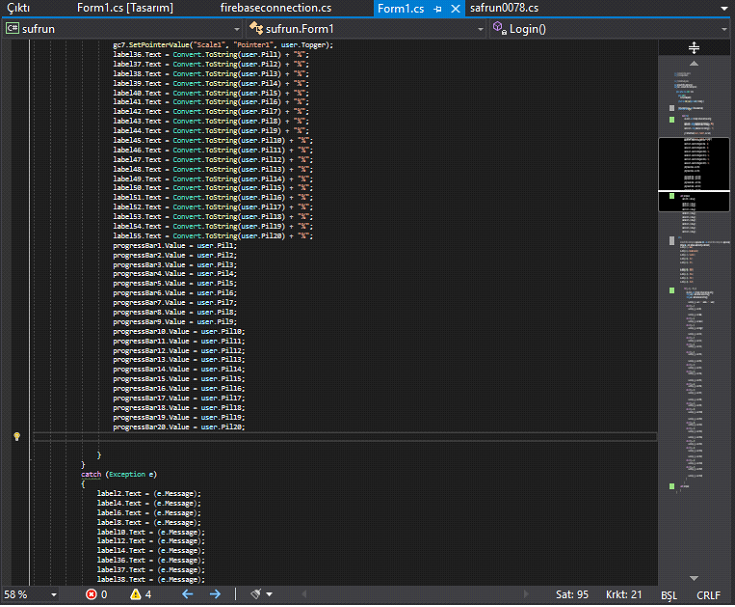 Çıktı
Form1.cs [Tasarım]
firebaseconnection.cs
Form1.cs
safrun0078.cs
C# sufrun
sufrun.Form1
Login()
gc7.SetPointerValue("Scale1", "Pointer1", user.Topger);
label36.Text = Convert.ToString(user.Pil1) + "%";
label37.Text = Convert.ToString(user.Pil2) + "%";
label38.Text = Convert.ToString(user.Pil3) + "%";
label39.Text = Convert.ToString(user.Pil4) + "%";
label40.Text = Convert.ToString(user.Pil5) + "%";
label41.Text = Convert.ToString(user.Pil6) + "%";
label42.Text = Convert.ToString(user.Pil7) + "%";
label43.Text = Convert.ToString(user.Pil8) + "%";
label44.Text = Convert.ToString(user.Pil9) + "%";
label45.Text = Convert.ToString(user.Pil10) + "%";
label46.Text = Convert.ToString(user.Pil11) + "%";
label47.Text = Convert.ToString(user.Pil12) + "%";
label48.Text = Convert.ToString(user.Pil13) + "%";
label49.Text = Convert.ToString(user.Pil14) + "%";
label50.Text = Convert.ToString(user.Pil15) + "%";
label51.Text = Convert.ToString(user.Pil16) + "%";
label52.Text = Convert.ToString(user.Pil17) + "%";
label53.Text = Convert.ToString(user.Pil18) + "%";
label54.Text = Convert.ToString(user.Pil19) + "%";
label55.Text = Convert.ToString(user.Pil20) + "%";
progressBar1.Value = user.Pil1;
progressBar2.Value = user.Pil2;
progressBar3.Value = user.Pil3;
progressBar4.Value = user.Pil4;
progressBar5.Value = user.Pil5;
progressBar6.Value = user.Pil6;
progressBar7.Value = user.Pil7;
progressBar8.Value = user.Pil8;
progressBar9.Value = user.Pil9;
progressBar10.Value = user.Pil10;
progressBar11.Value = user.Pil11;
progressBar12.Value = user.Pil12;
progressBar13.Value = user.Pil13;
progressBar14.Value = user.Pil14;
progressBar15.Value = user.Pil15;
progressBar16.Value = user.Pil16;
progressBar17.Value = user.Pil17;
progressBar18.Value = user.Pil18;
progressBar19.Value = user.Pil19;
progressBar20.Value = user.Pil20;
}
}
catch (Exception e)
{
label2.Text = (e.Message);
label4.Text = (e.Message);
label6.Text = (e.Message);
label8.Text = (e.Message);
label10.Text = (e.Message);
label12.Text = (e.Message);
label14.Text = (e.Message);
label36.Text = (e.Message);
label37.Text = (e.Message);
label38.Text = (e.Message);
58 %
0
4
Sat: 95
Krkt: 21
BŞL
CRLF